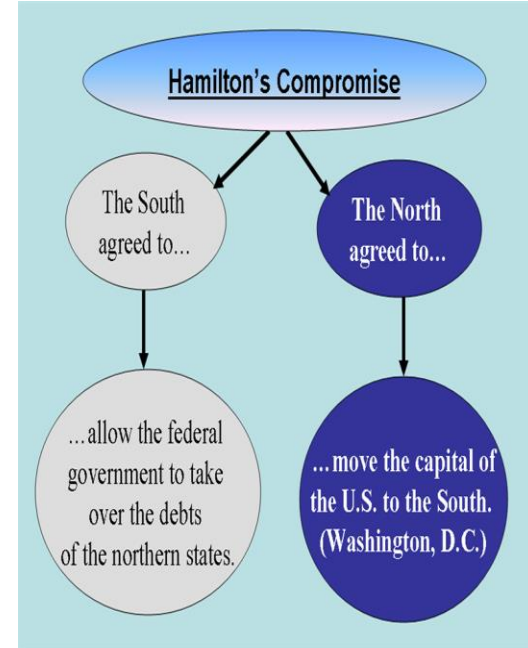 Hamilton's Compromise
The South
agreed to…
The North
agreed to…
…allow the federal
government to take
over the debts
of the northern states.
…move the capital of
the U.S. to the South.
(Washington, D.C.)